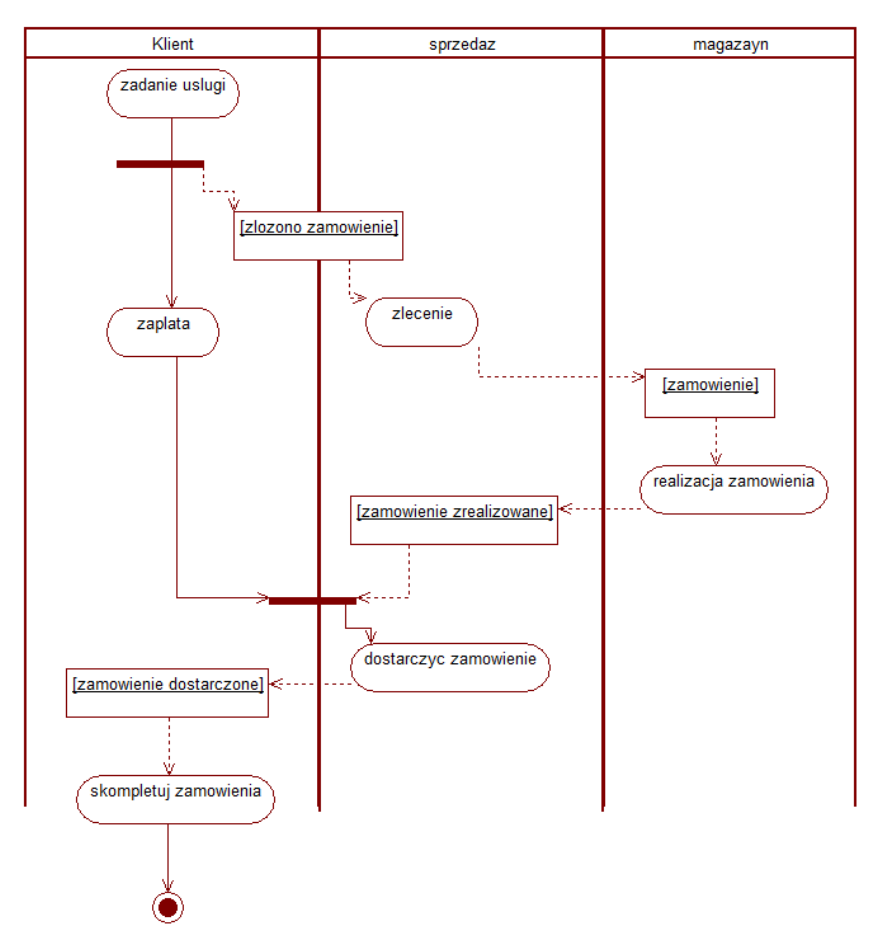 Klient
sprzedaz
magazayn
zadanie uslugi
[zlozono zamowienie]
zlecenie
zaplata
[zamowienie]
realizacja zamowienia
[zamowienie zrealizowane]
dostarczyc zamowienie
[zamowienie dostarczone]
skompletuj zamowienia